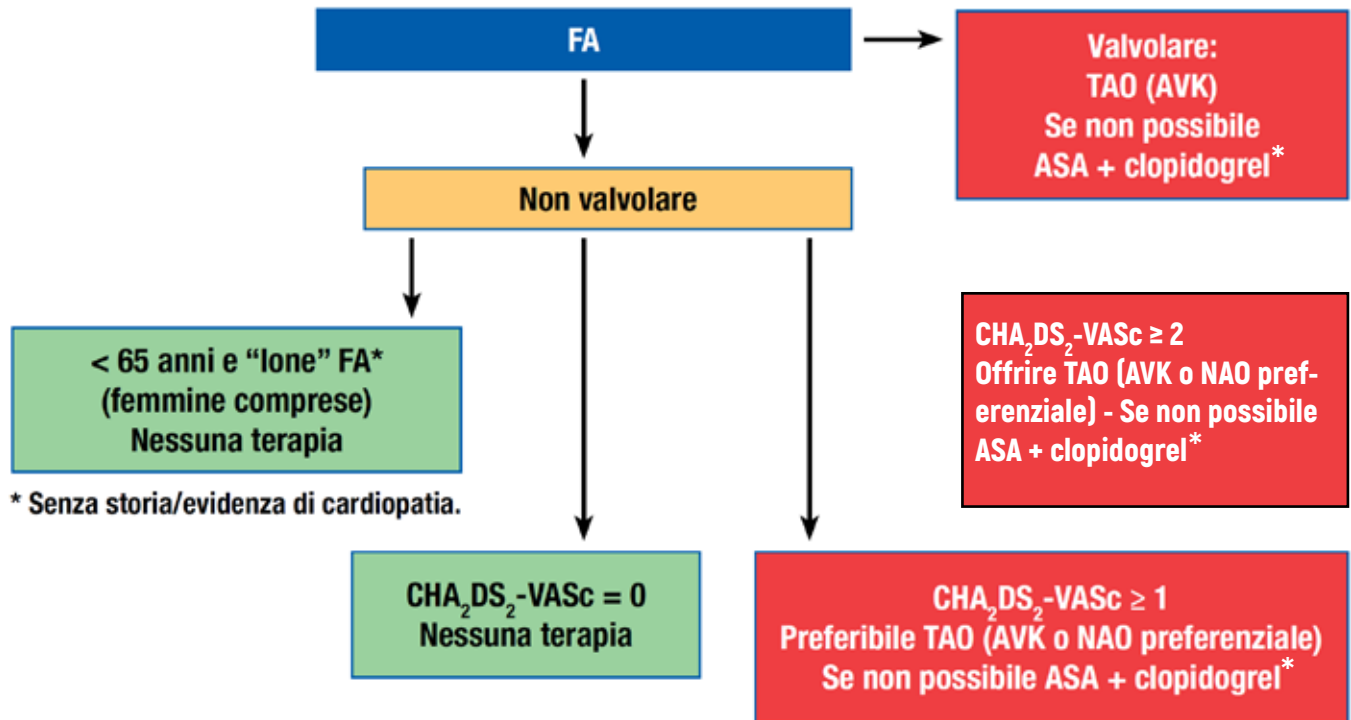 FA
Valvolare:
TAO (AVK)
Se non possibile
ASA + clopidogrel*
Non valvolare
< 65 anni e “lone” FA*
(femmine comprese)
Nessuna terapia
* Senza storia/evidenza di cardiopatia.
CHA₂DS₂-VASc ≥ 2
Offrire TAO (AVK o NAO pref-
erenziale) - Se non possibile
ASA + clopidogrel*
CHA₂DS₂-VASc = 0
Nessuna terapia
CHA₂DS₂-VASc ≥ 1
Preferibile TAO (AVK o NAO preferenziale)
Se non possibile ASA + clopidogrel*